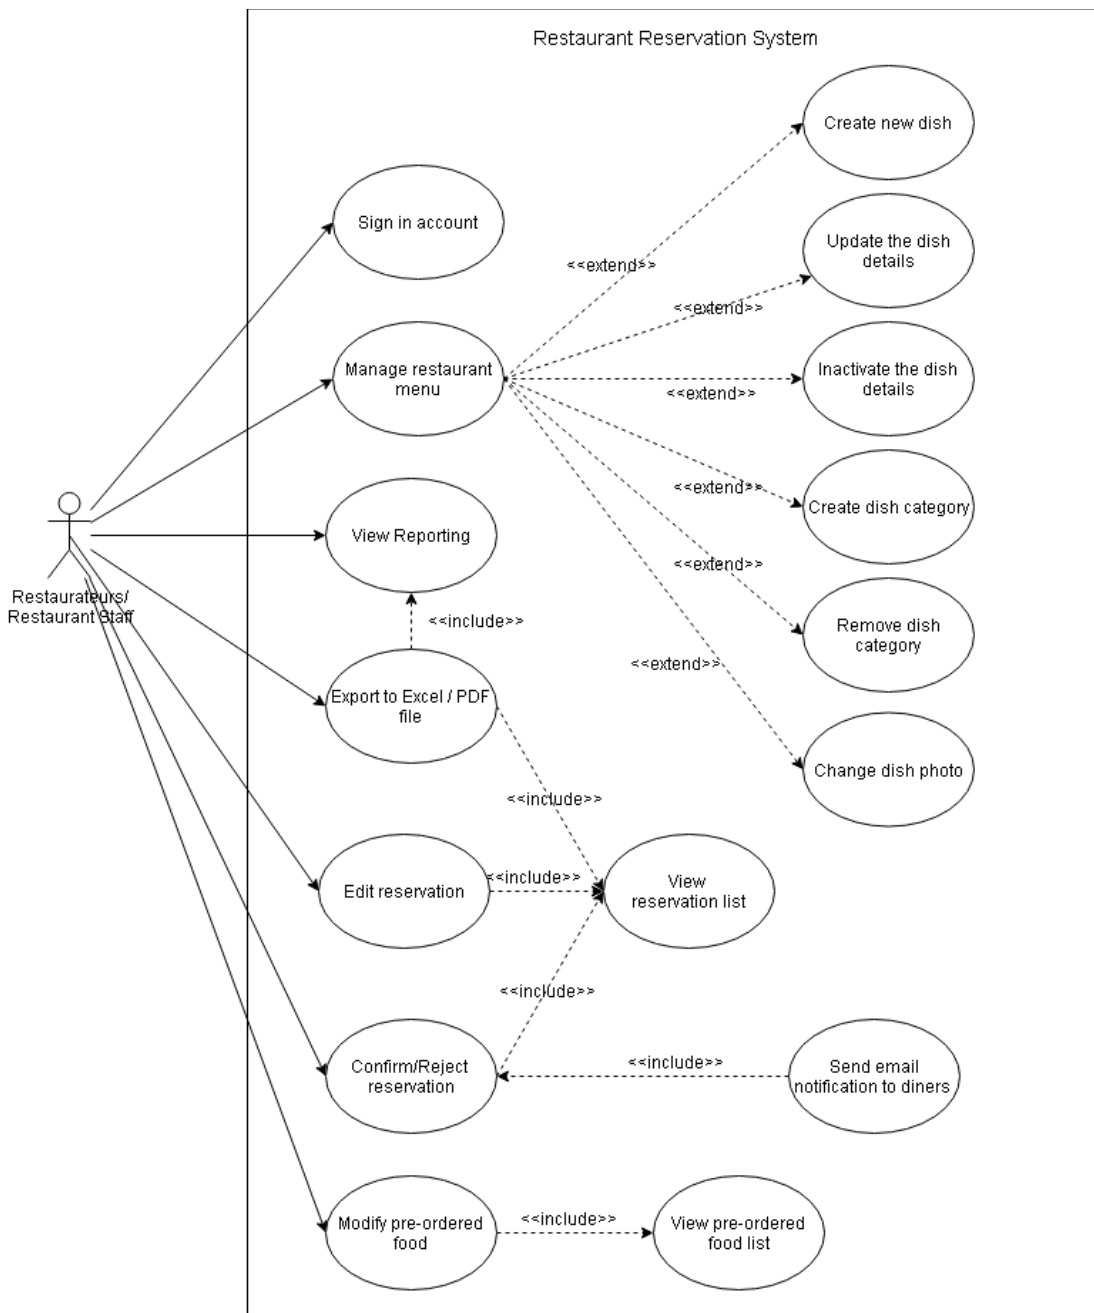 Restaurant Reservation System
Create new dish
Sign in account
Update the dish
details
<<extend>>
<<extend>>
Manage restaurant
menu
Inactivate the dish
details
<<extend>>
<<extend>>
Create dish category
View Reporting
<<extend>>
Restaurateurs/
Restaurant Staff
<<include>>
Remove dish
category
<<extend>>
Export to Excel / PDF
file
Change dish photo
<<include>>
Edit reservation
<<include>>
View
reservation list
<<include>>
Confirm/Reject
reservation
<<include>>
Send email
notification to diners
Modify pre-ordered
food
<<include>>
View pre-ordered
food list